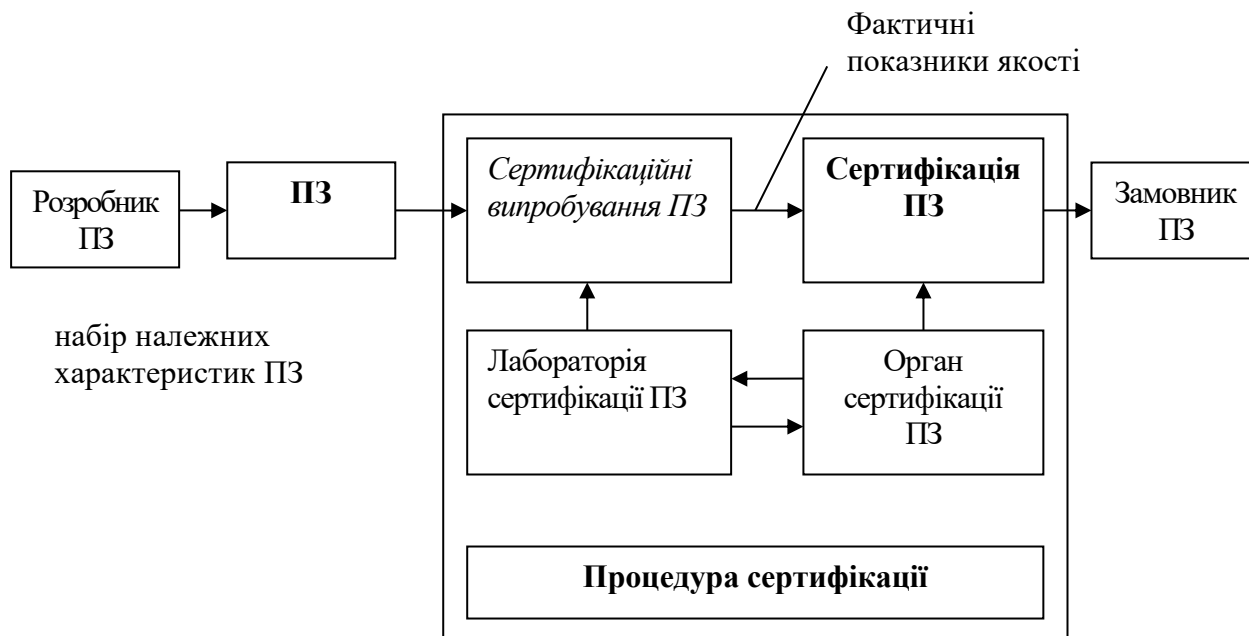 Фактичні
показники якості
Розробник
ПЗ
ПЗ
Сертифікаційні
випробування ПЗ
Сертифікація
ПЗ
Замовник
ПЗ
набір належних
характеристик ПЗ
Лабораторія
сертифікації ПЗ
Орган
сертифікації
ПЗ
Процедура сертифікації